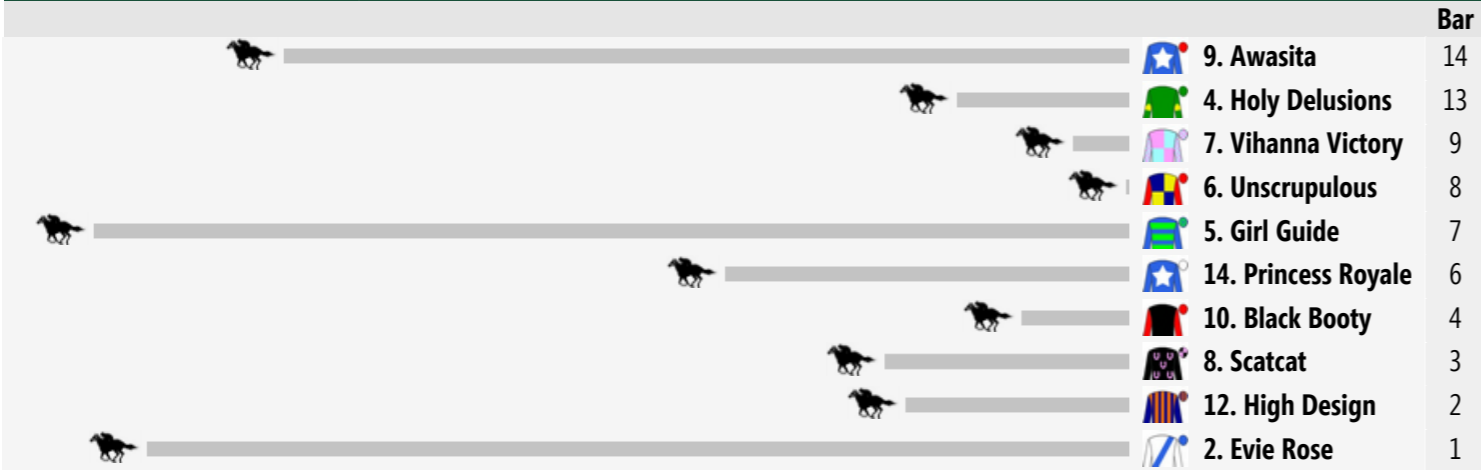 Bar
9. Awasita 14
4. Holy Delusions 13
7. Vihanna Victory 9
6. Unscrupulous 8
5. Girl Guide 7
14. Princess Royale 6
10. Black Booty 4
8. Scatcat 3
12. High Design 2
2. Evie Rose 1